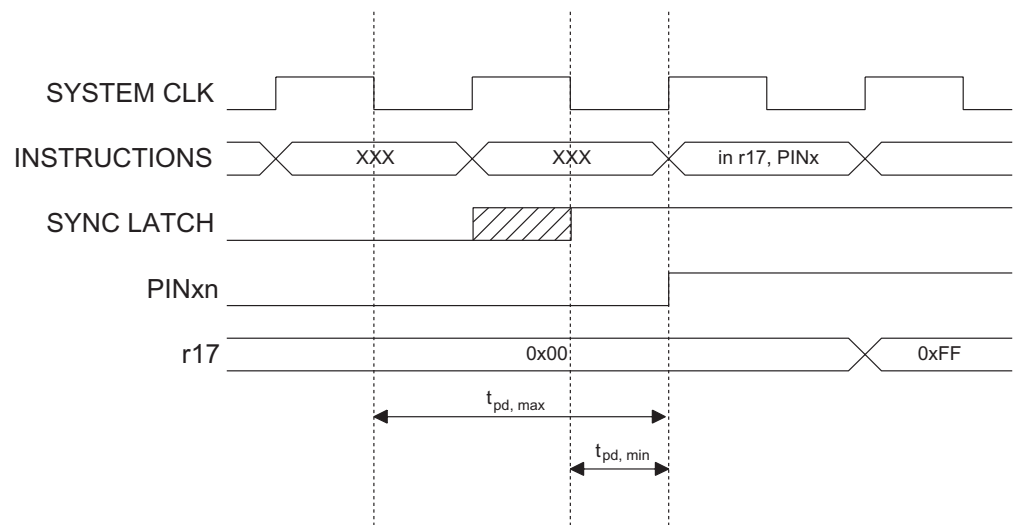 SYSTEM CLK
INSTRUCTIONS XXX XXX in r17, PINx
SYNC LATCH
PINxn
r17 0x00 0xFF
tpd, max
tpd, min